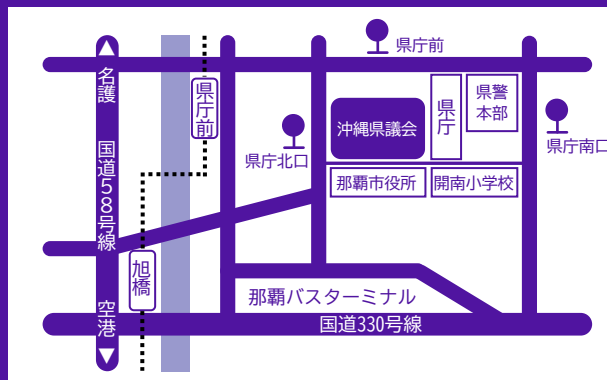 県庁前
▲名護
国道58号線
空港▼
県庁前
旭橋
県庁北口
沖縄県議会
県庁
県警
本部
県庁南口
那覇市役所
開南小学校
那覇バスターミナル
国道330号線